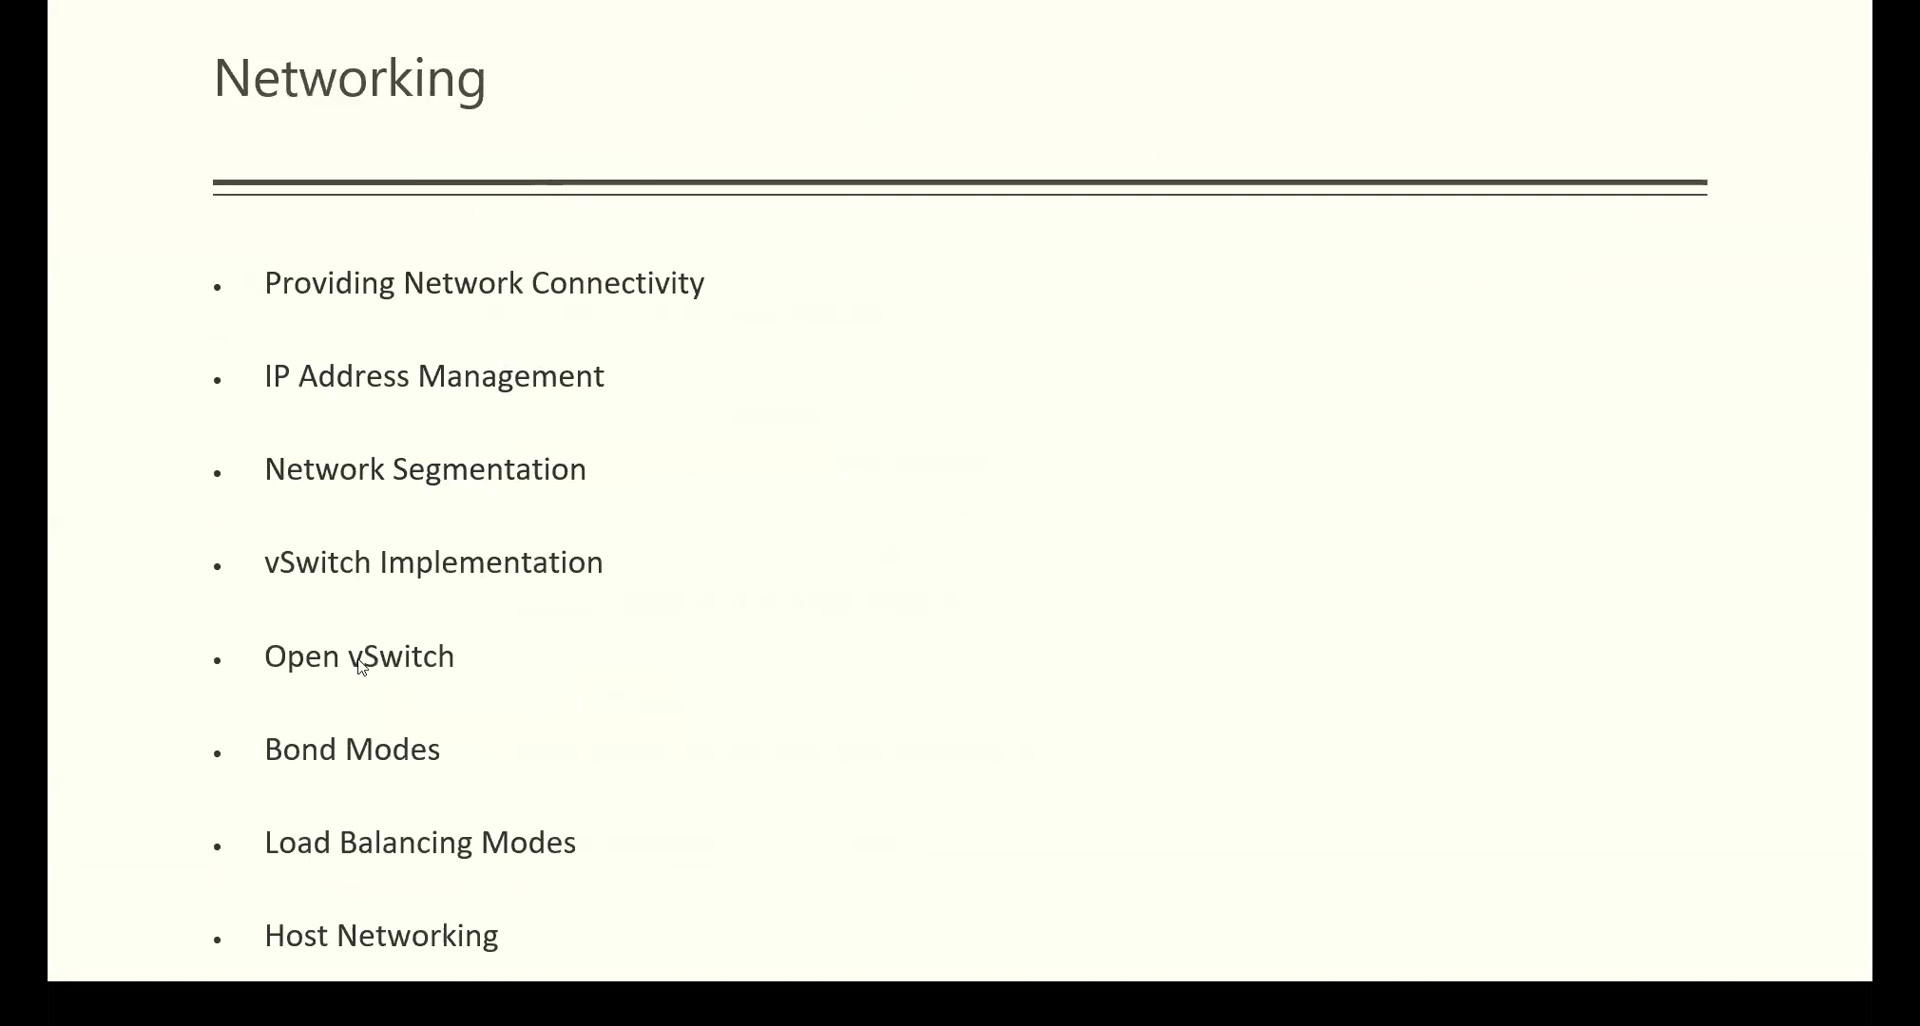 Networking
• Providing Network Connectivity
• IP Address Management
• Network Segmentation
• vSwitch Implementation
• Open vSwitch
• Bond Modes
• Load Balancing Modes
• Host Networking